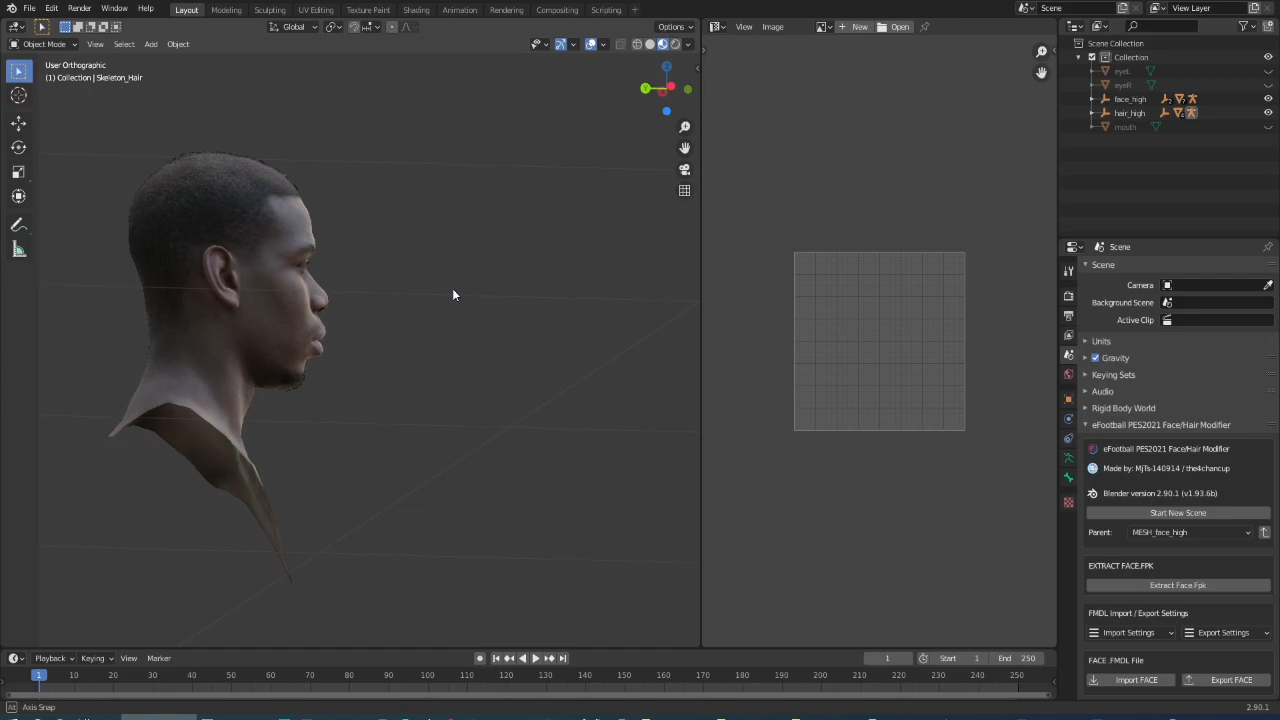 File Edit Render Window Help Layout Modeling Sculpting UV Editing Texture Paint Shading Animation Rendering Compositing Scripting + Scene View Layer
Global Options View Image New Open
Object Mode View Select Add Object
User Orthographic
(1) Collection | Skeleton_Hair
Z
Y
Scene Collection
Collection
eyeL
eyeR
face_high
hair_high
mouth
Scene
Scene
Camera
Background Scene
Active Clip
Units
Gravity
Keying Sets
Audio
Rigid Body World
eFootball PES2021 Face/Hair Modifier
eFootball PES2021 Face/Hair Modifier
Made by: MjTs-140914 / the4chancup
Blender version 2.90.1 (v1.93.6b)
Start New Scene
Parent: MESH_face_high
EXTRACT FACE.FPK
Extract Face.Fpk
FMDL Import / Export Settings
Import Settings Export Settings
FACE .FMDL File
Import FACE Export FACE
Playback Keying View Marker 1 Start 1 End 250
1 10 20 30 40 50 60 70 80 90 100 110 120 130 140 150 160 170 180 190 200 210 220 230 240 250
Axis Snap 2.90.1